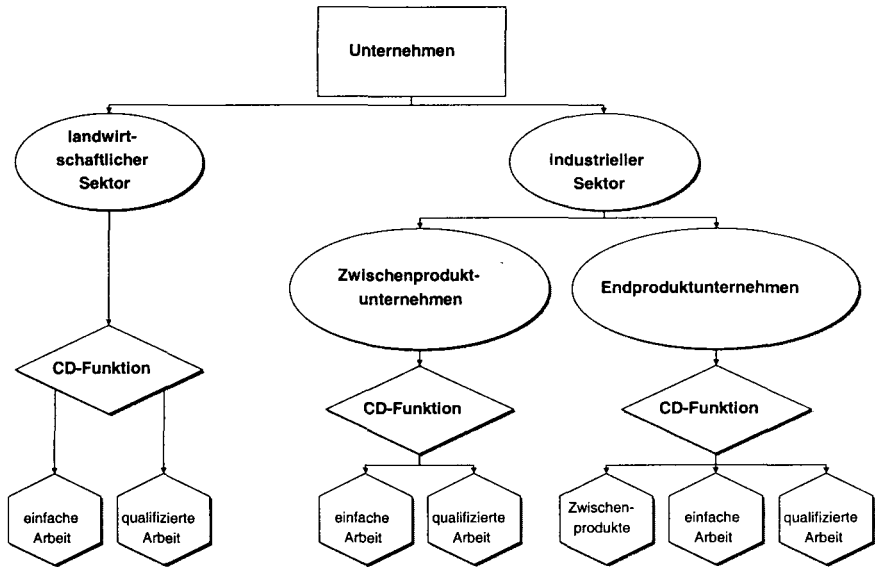 Unternehmen
landwirt-
schaftlicher
Sektor
Industrieller
Sektor
Zwischenprodukt-
unternehmen
Endproduktunternehmen
CD-Funktion
CD-Funktion
CD-Funktion
einfache
Arbeit
qualifizierte
Arbeit
einfache
Arbeit
qualifizierte
Arbeit
Zwischen-
produkte
einfache
Arbeit
qualifizierte
Arbeit